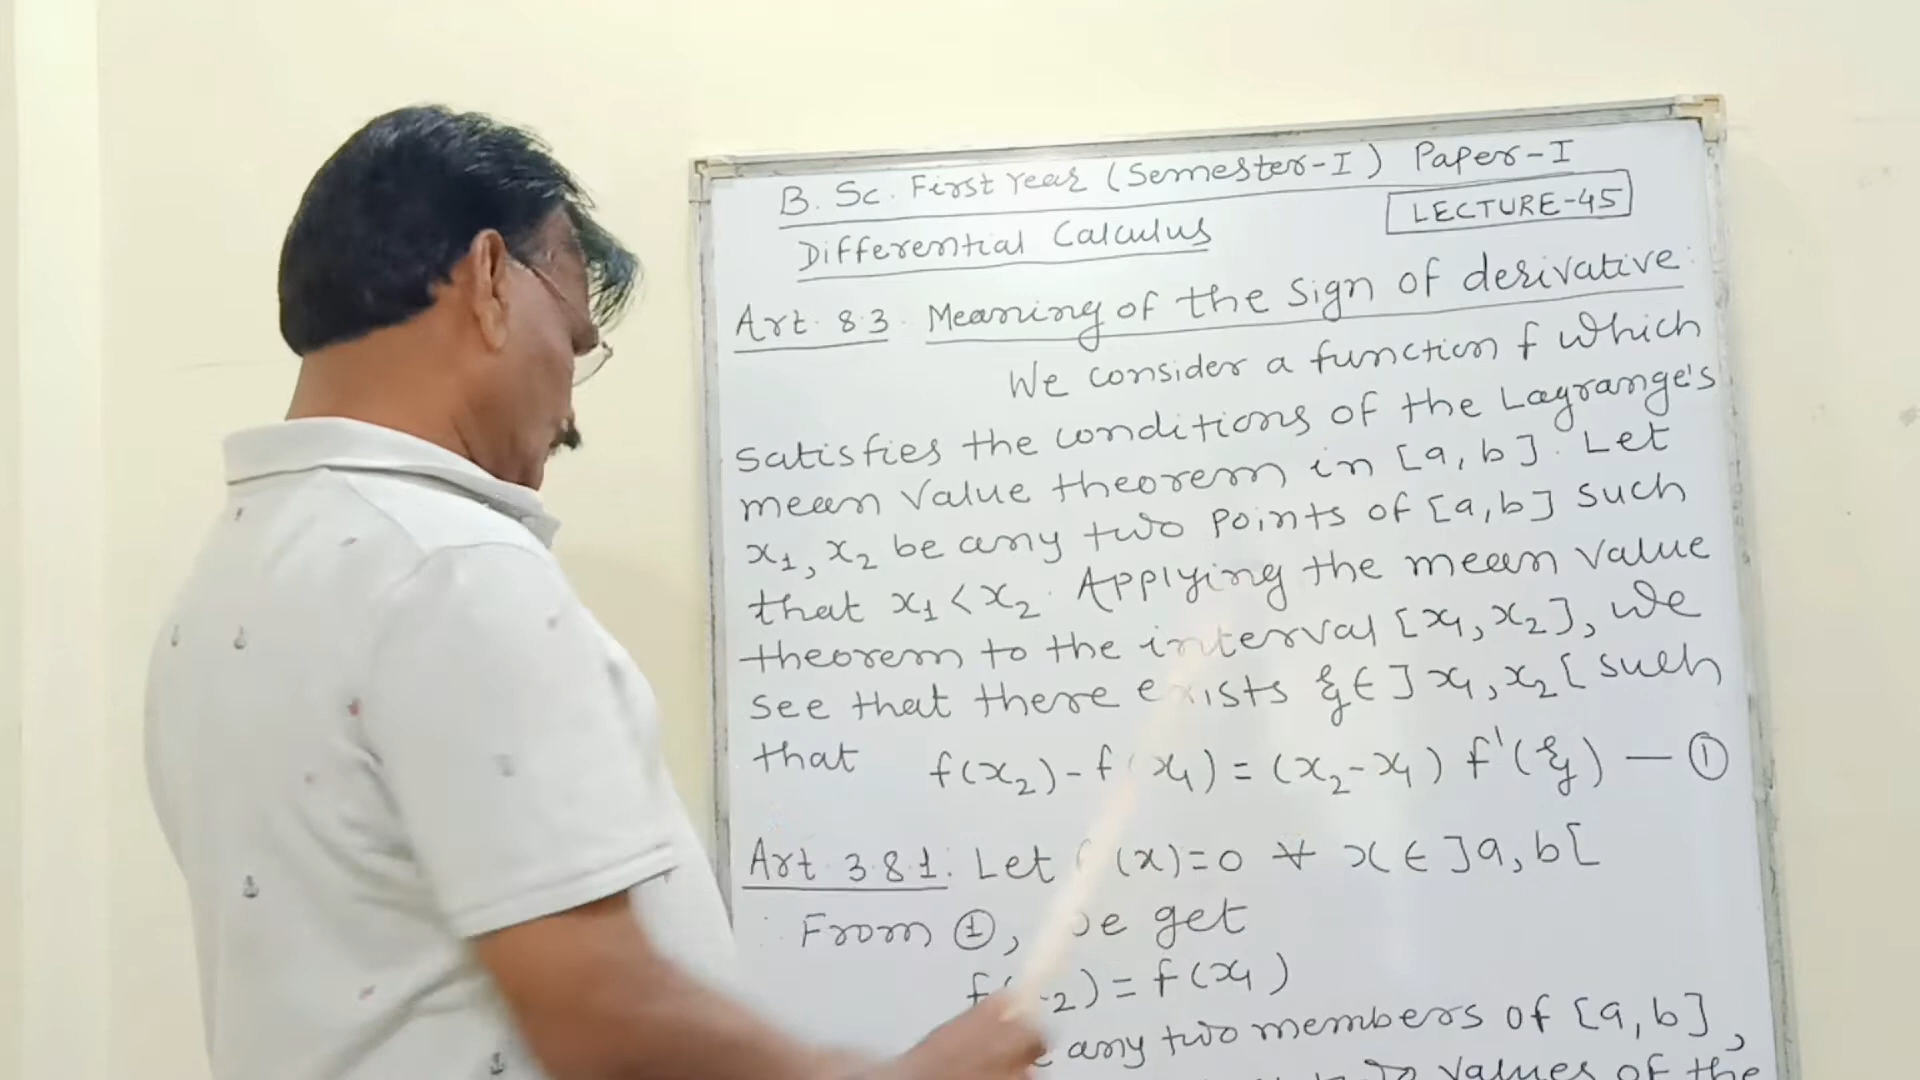 B. Sc. First Year (Semester-I) Paper-I
LECTURE-45
Differential Calculus
Art. 8.3. Meaning of the sign of derivative.
We consider a function f which
satisfies the conditions of the Lagrange's
mean value theorem in [a, b]. Let
x₁, x₂ be any two points of [a, b] such
that x₁ < x₂. Applying the mean value
theorem to the interval [x₁, x₂], we
see that there exists ξ ∈ ]x₁, x₂[ such
that f(x₂) - f(x₁) = (x₂-x₁) f'(ξ) — ①
Art. 3.8.1. Let (x)=0 ∀ x ∈ ]a, b[
From ①, we get
f( ₂) = f(x₁)
any two members of [a, b],
values of the